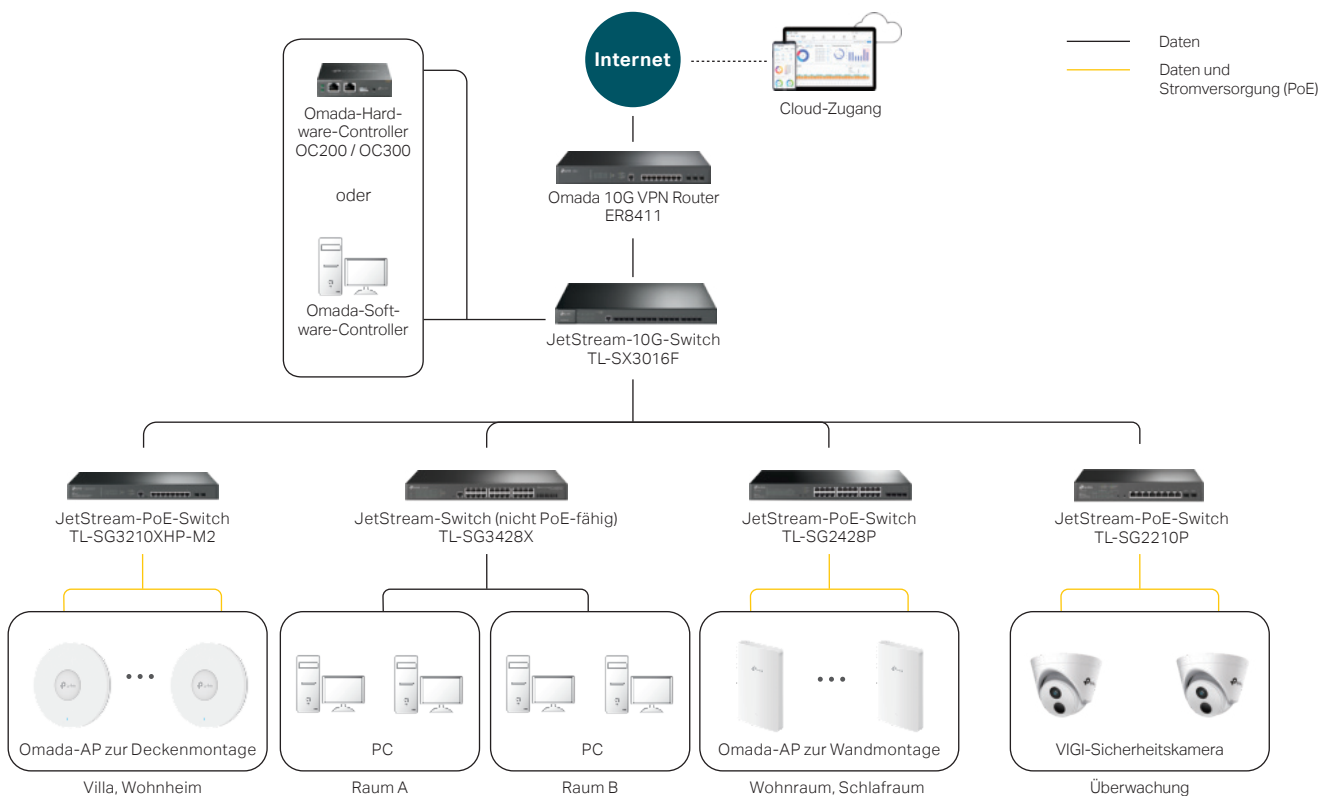 Internet
Daten
Daten und
Stromversorgung (PoE)
Cloud-Zugang
Omada-Hard-
ware-Controller
OC200 / OC300
oder
Omada-Soft-
ware-Controller
Omada 10G VPN Router
ER8411
JetStream-10G-Switch
TL-SX3016F
JetStream-PoE-Switch
TL-SG3210XHP-M2
JetStream-Switch (nicht PoE-fähig)
TL-SG3428X
JetStream-PoE-Switch
TL-SG2428P
JetStream-PoE-Switch
TL-SG2210P
Omada-AP zur Deckenmontage
PC
PC
Omada-AP zur Wandmontage
VIGI-Sicherheitskamera
Villa, Wohnheim
Raum A
Raum B
Wohnraum, Schlafraum
Überwachung